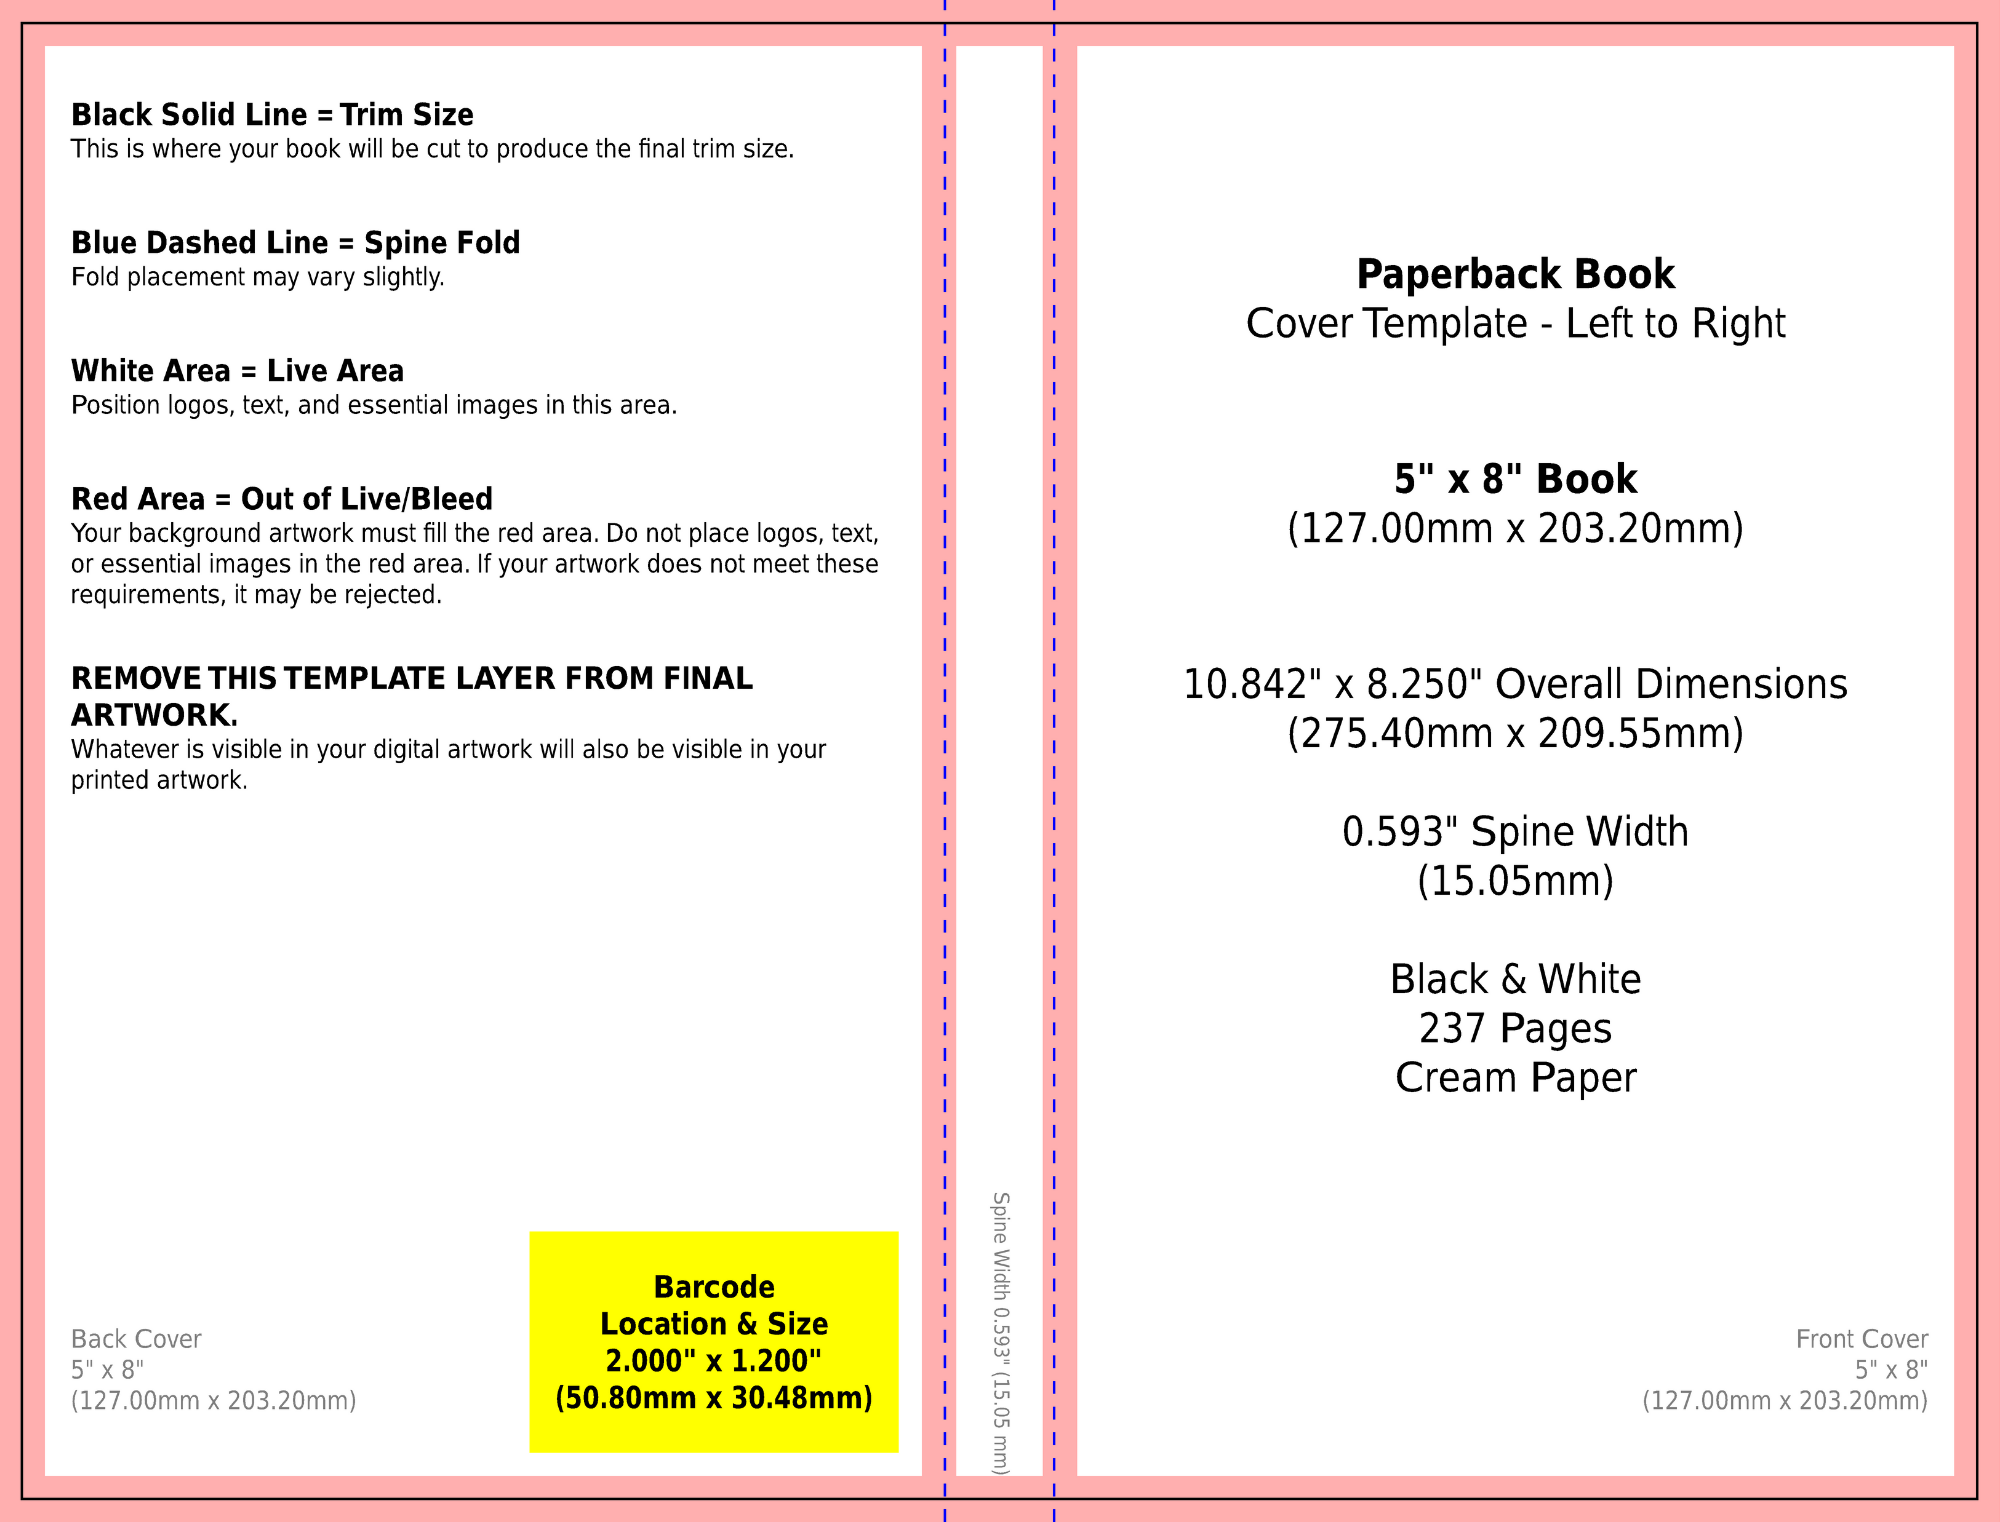 Black Solid Line = Trim Size
This is where your book will be cut to produce the final trim size.
Blue Dashed Line = Spine Fold
Fold placement may vary slightly.
White Area = Live Area
Position logos, text, and essential images in this area.
Red Area = Out of Live/Bleed
Your background artwork must fill the red area. Do not place logos, text,
or essential images in the red area. If your artwork does not meet these
requirements, it may be rejected.
REMOVE THIS TEMPLATE LAYER FROM FINAL
ARTWORK.
Whatever is visible in your digital artwork will also be visible in your
printed artwork.
Back Cover
5" x 8"
(127.00mm x 203.20mm)
Barcode
Location & Size
2.000" x 1.200"
(50.80mm x 30.48mm)
Spine Width 0.593" (15.05 mm)
Paperback Book
Cover Template - Left to Right
5" x 8" Book
(127.00mm x 203.20mm)
10.842" x 8.250" Overall Dimensions
(275.40mm x 209.55mm)
0.593" Spine Width
(15.05mm)
Black & White
237 Pages
Cream Paper
Front Cover
5" x 8"
(127.00mm x 203.20mm)